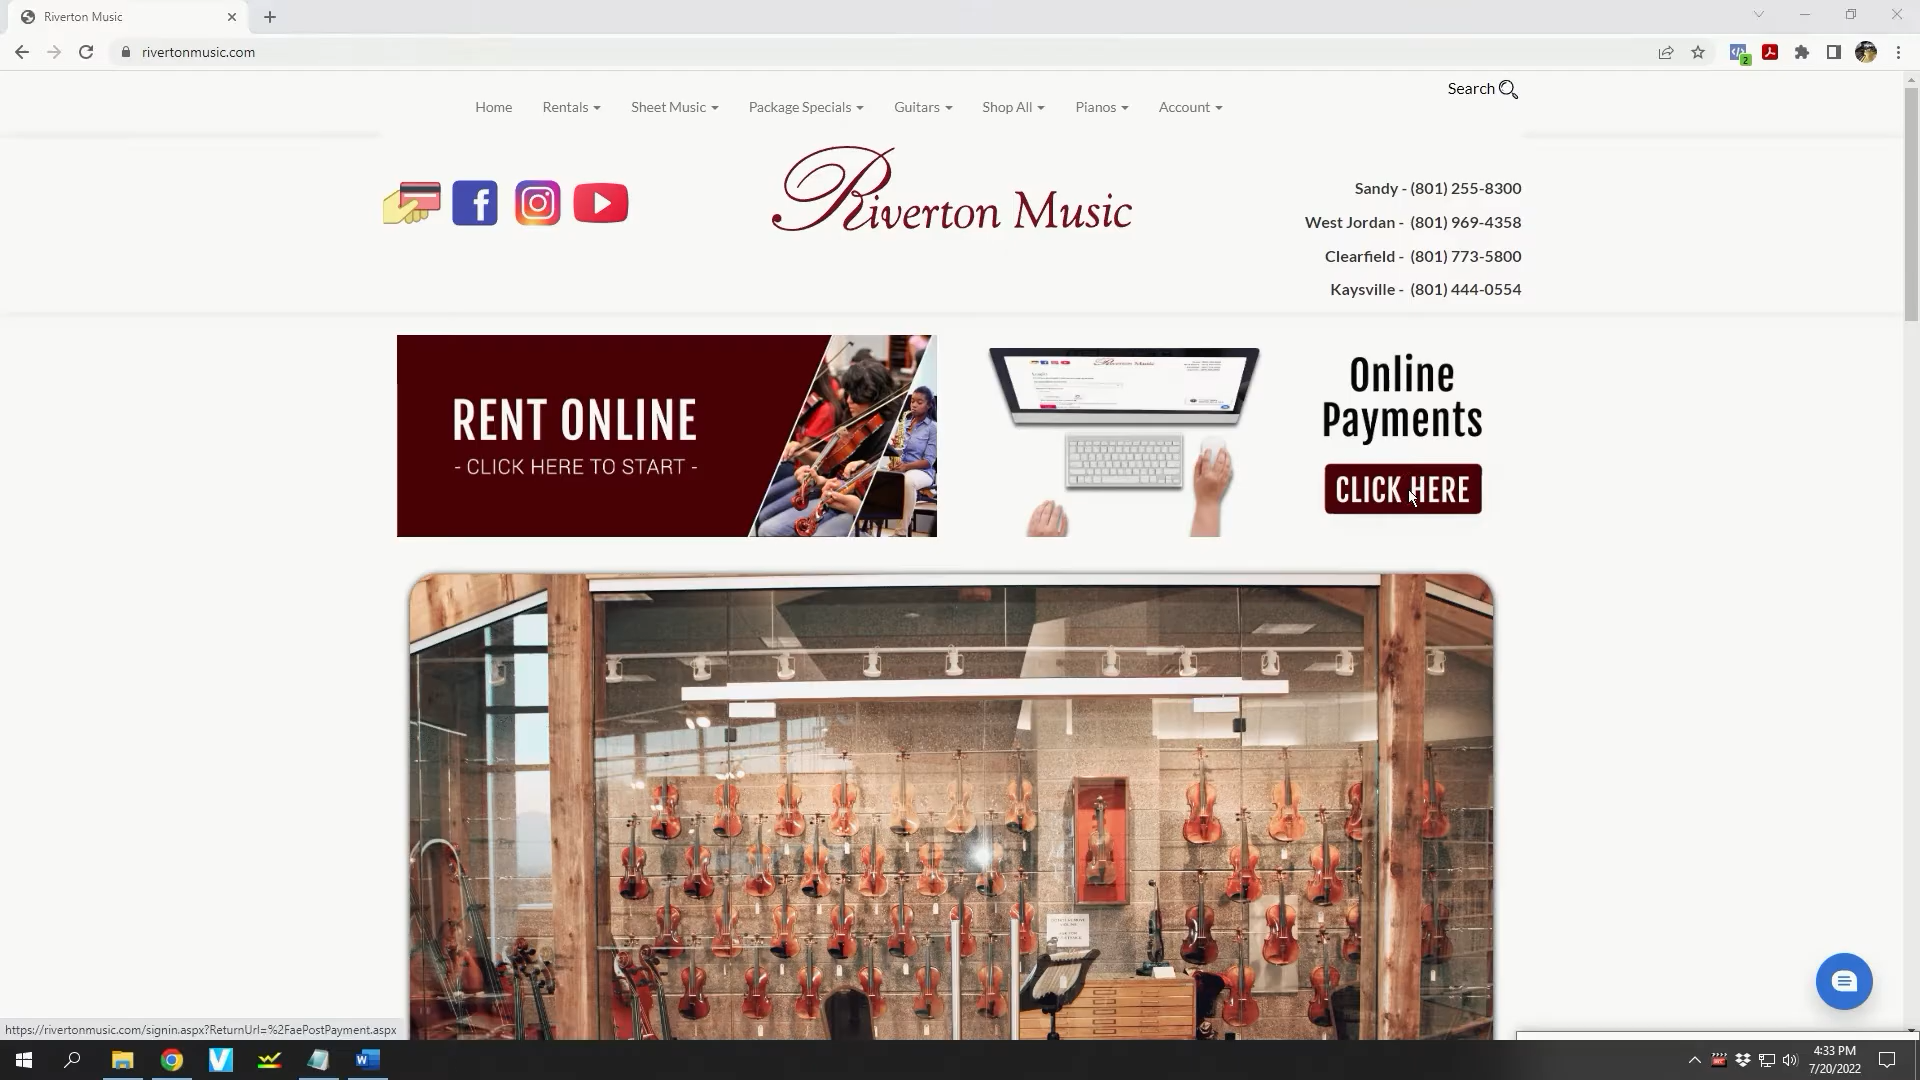 Riverton Music
rivertonmusic.com
2
Search
Home Rentals Sheet Music Package Specials Guitars Shop All Pianos Account
Riverton Music
Sandy - (801) 255-8300
West Jordan - (801) 969-4358
Clearfield - (801) 773-5800
Kaysville - (801) 444-0554
RENT ONLINE
- CLICK HERE TO START -
Online
Payments
CLICK HERE
https://rivertonmusic.com/signin.aspx?ReturnUrl=%2FaePostPayment.aspx
4:33 PM
7/20/2022